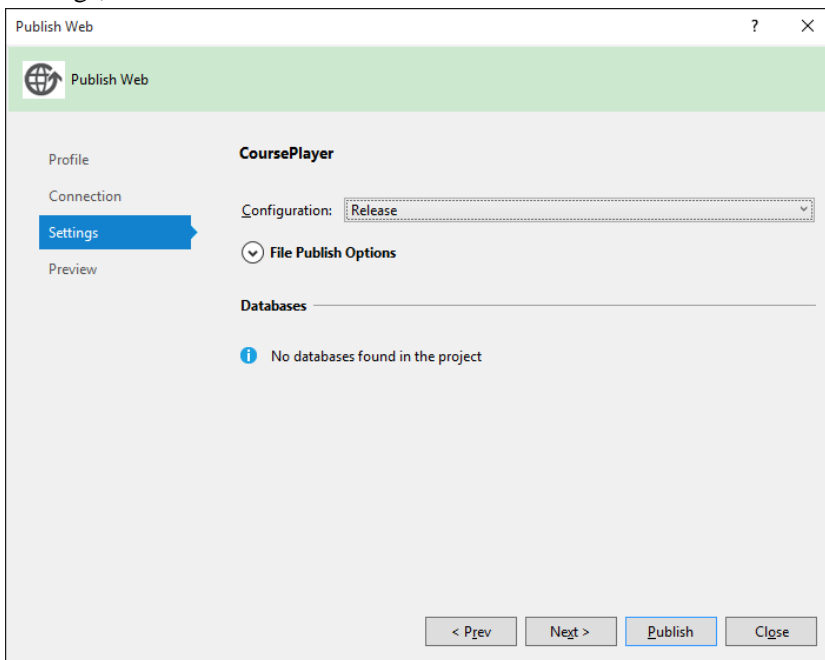 Publish Web
?
Publish Web
Profile
Connection
Settings
Preview
CoursePlayer
Configuration: Release
File Publish Options
Databases
No databases found in the project
< Prev Next > Publish Close